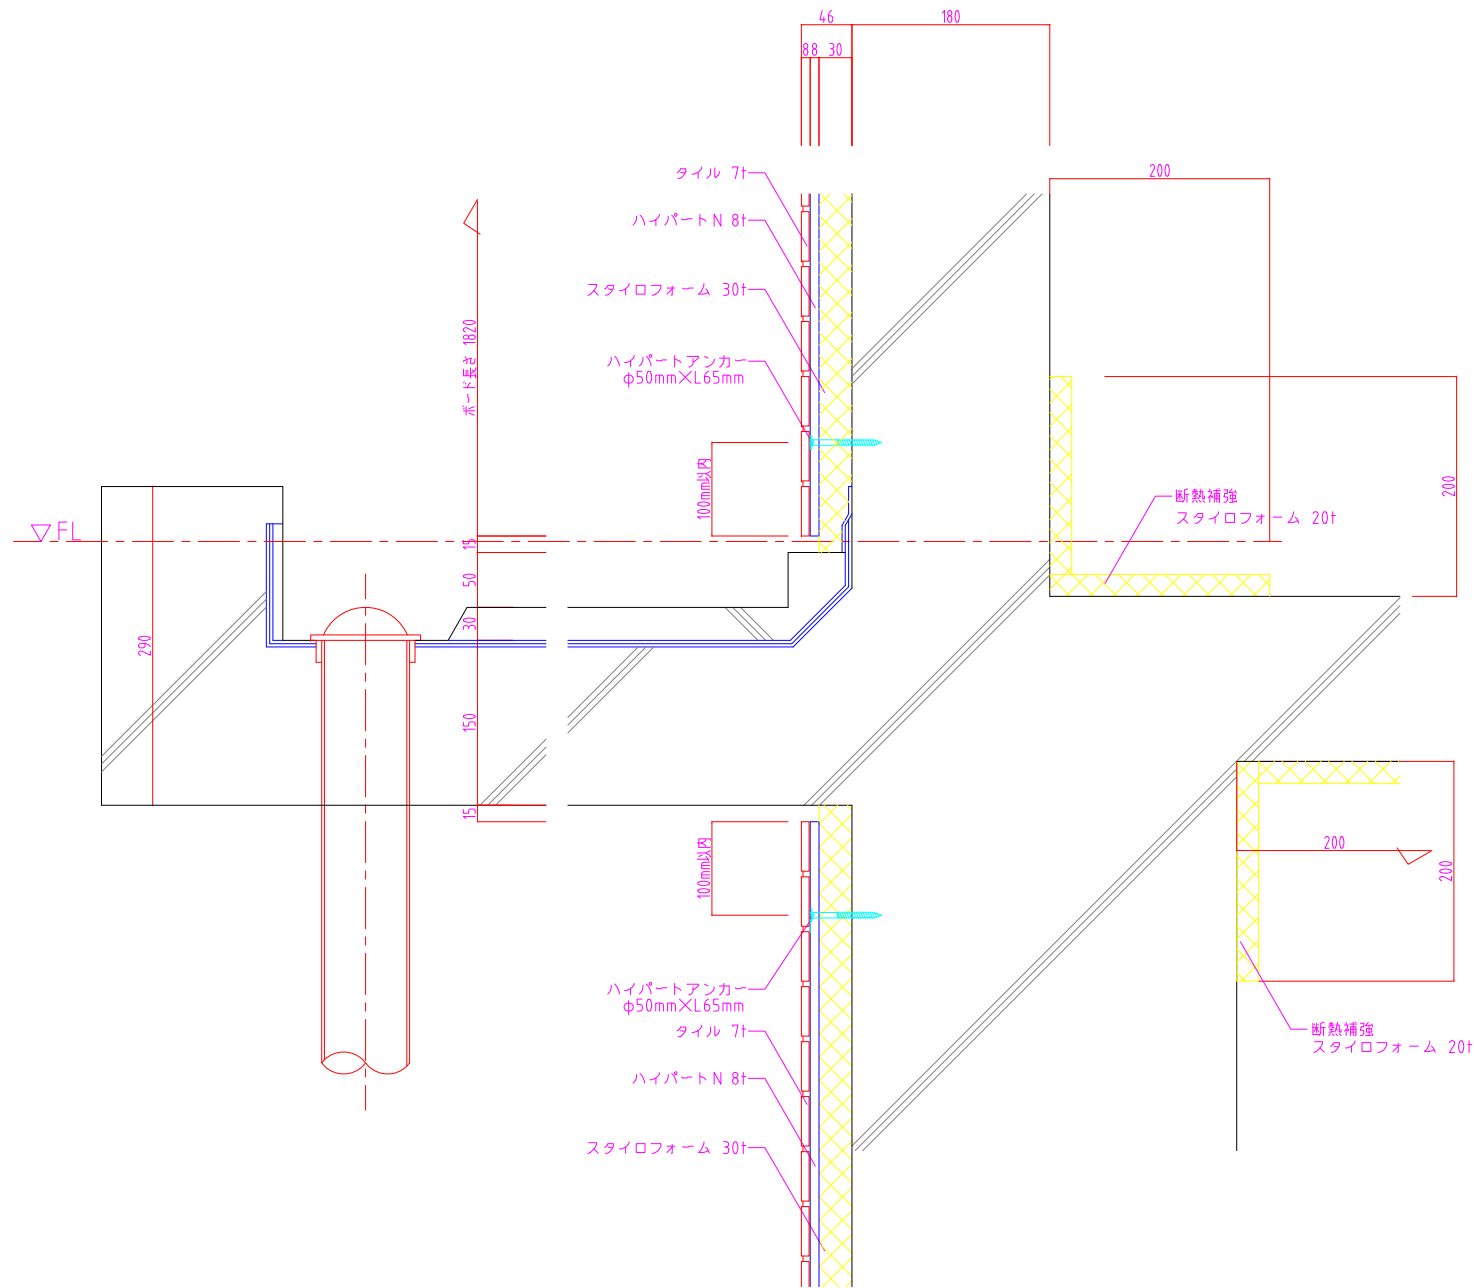 46
180
88 30
200
タイル 7t
ハイパートN 8t
スタイロフォーム 30t
ハイパートアンカー
φ50mm×L65mm
ボード長さ 1820
100mm以内
断熱補強
スタイロフォーム 20t
200
▽FL
15
50
30
290
150
15
100mm以内
200
200
ハイパートアンカー
φ50mm×L65mm
タイル 7t
ハイパートN 8t
スタイロフォーム 30t
断熱補強
スタイロフォーム 20t